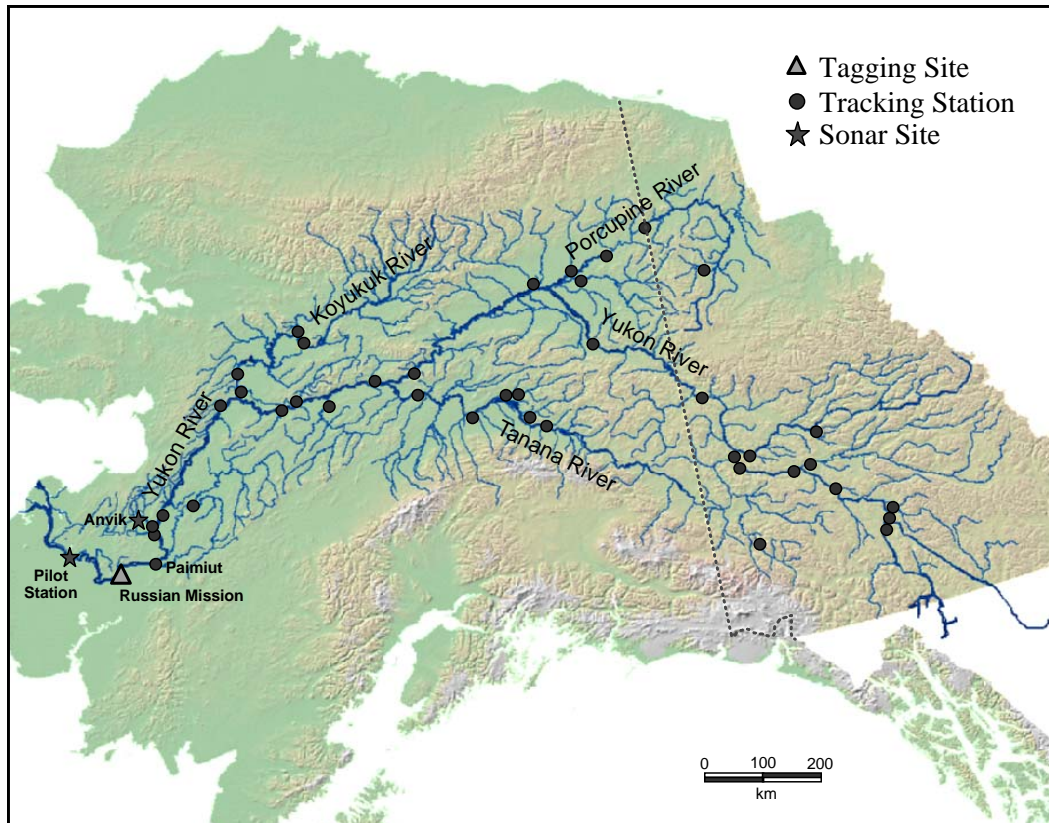 Tagging Site
Tracking Station
Sonar Site
Porcupine River
Koyukuk River
Yukon River
Yukon River
Tanana River
Anvik
Pilot
Station
Paimiut
Russian Mission
0 100 200
km